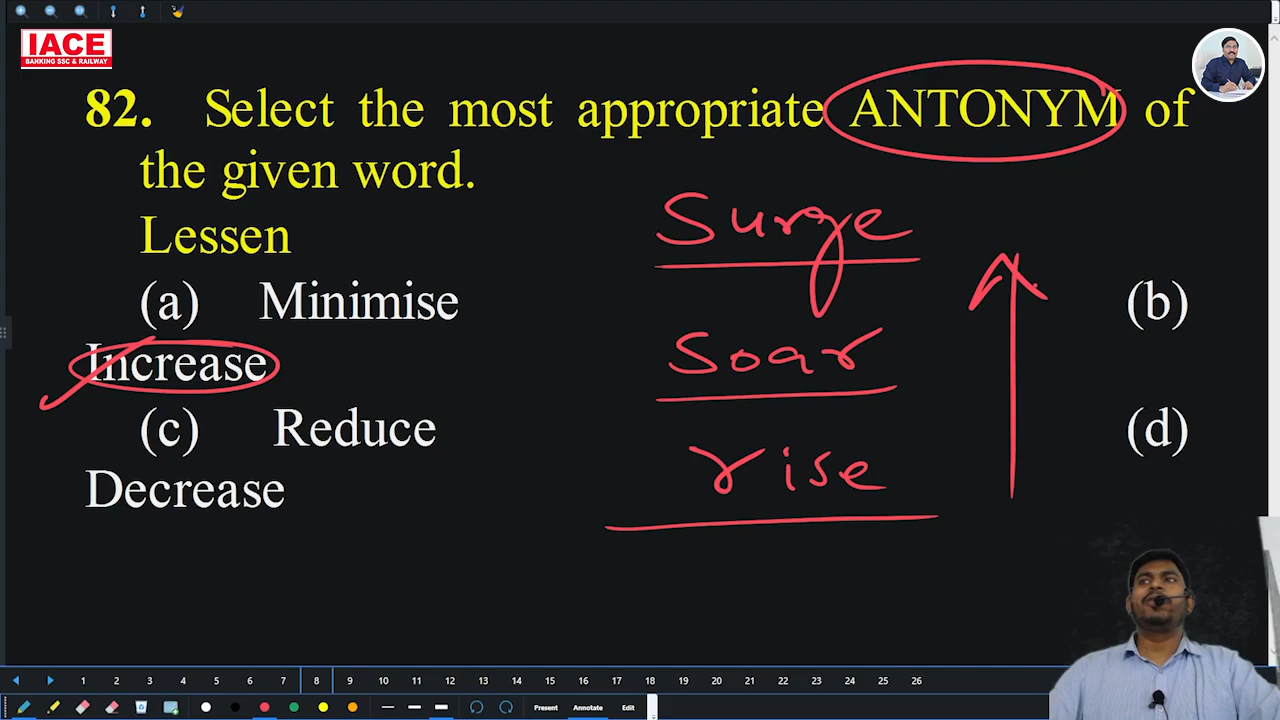 IACE
BANKING SSC & RAILWAY
82. Select the most appropriate ANTONYM of
the given word.
Lessen
(a) Minimise (b)
Increase
(c) Reduce (d)
Decrease
Surge
Soar
rise
1 2 3 4 5 6 7 8 9 10 11 12 13 14 15 16 17 18 19 20 21 22 23 24 25 26
Present Annotate Edit